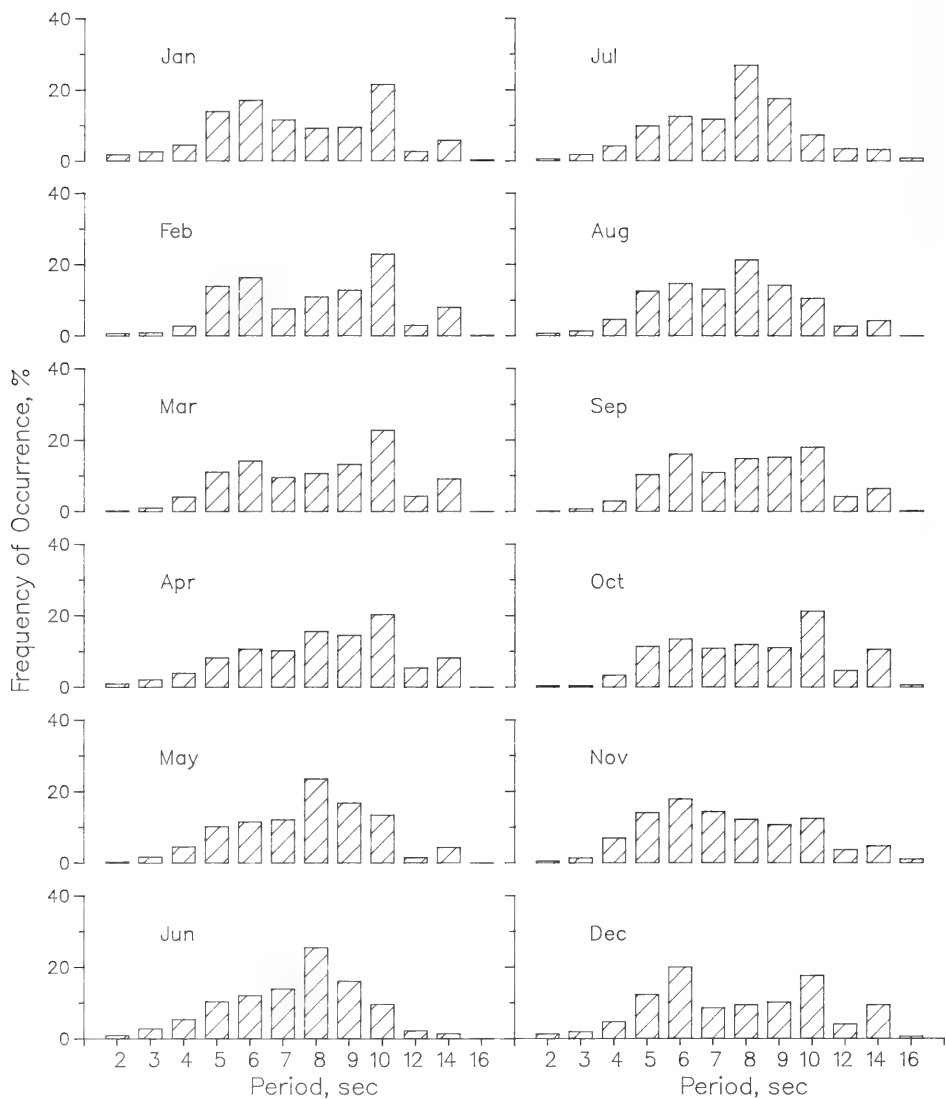 Frequency of Occurrence, %
40
20
0
Jan
40
20
0
Feb
40
20
0
Mar
40
20
0
Apr
40
20
0
May
40
20
0
Jun
2 3 4 5 6 7 8 9 10 12 14 16
Period, sec
Jul
Aug
Sep
Oct
Nov
Dec
2 3 4 5 6 7 8 9 10 12 14 16
Period, sec